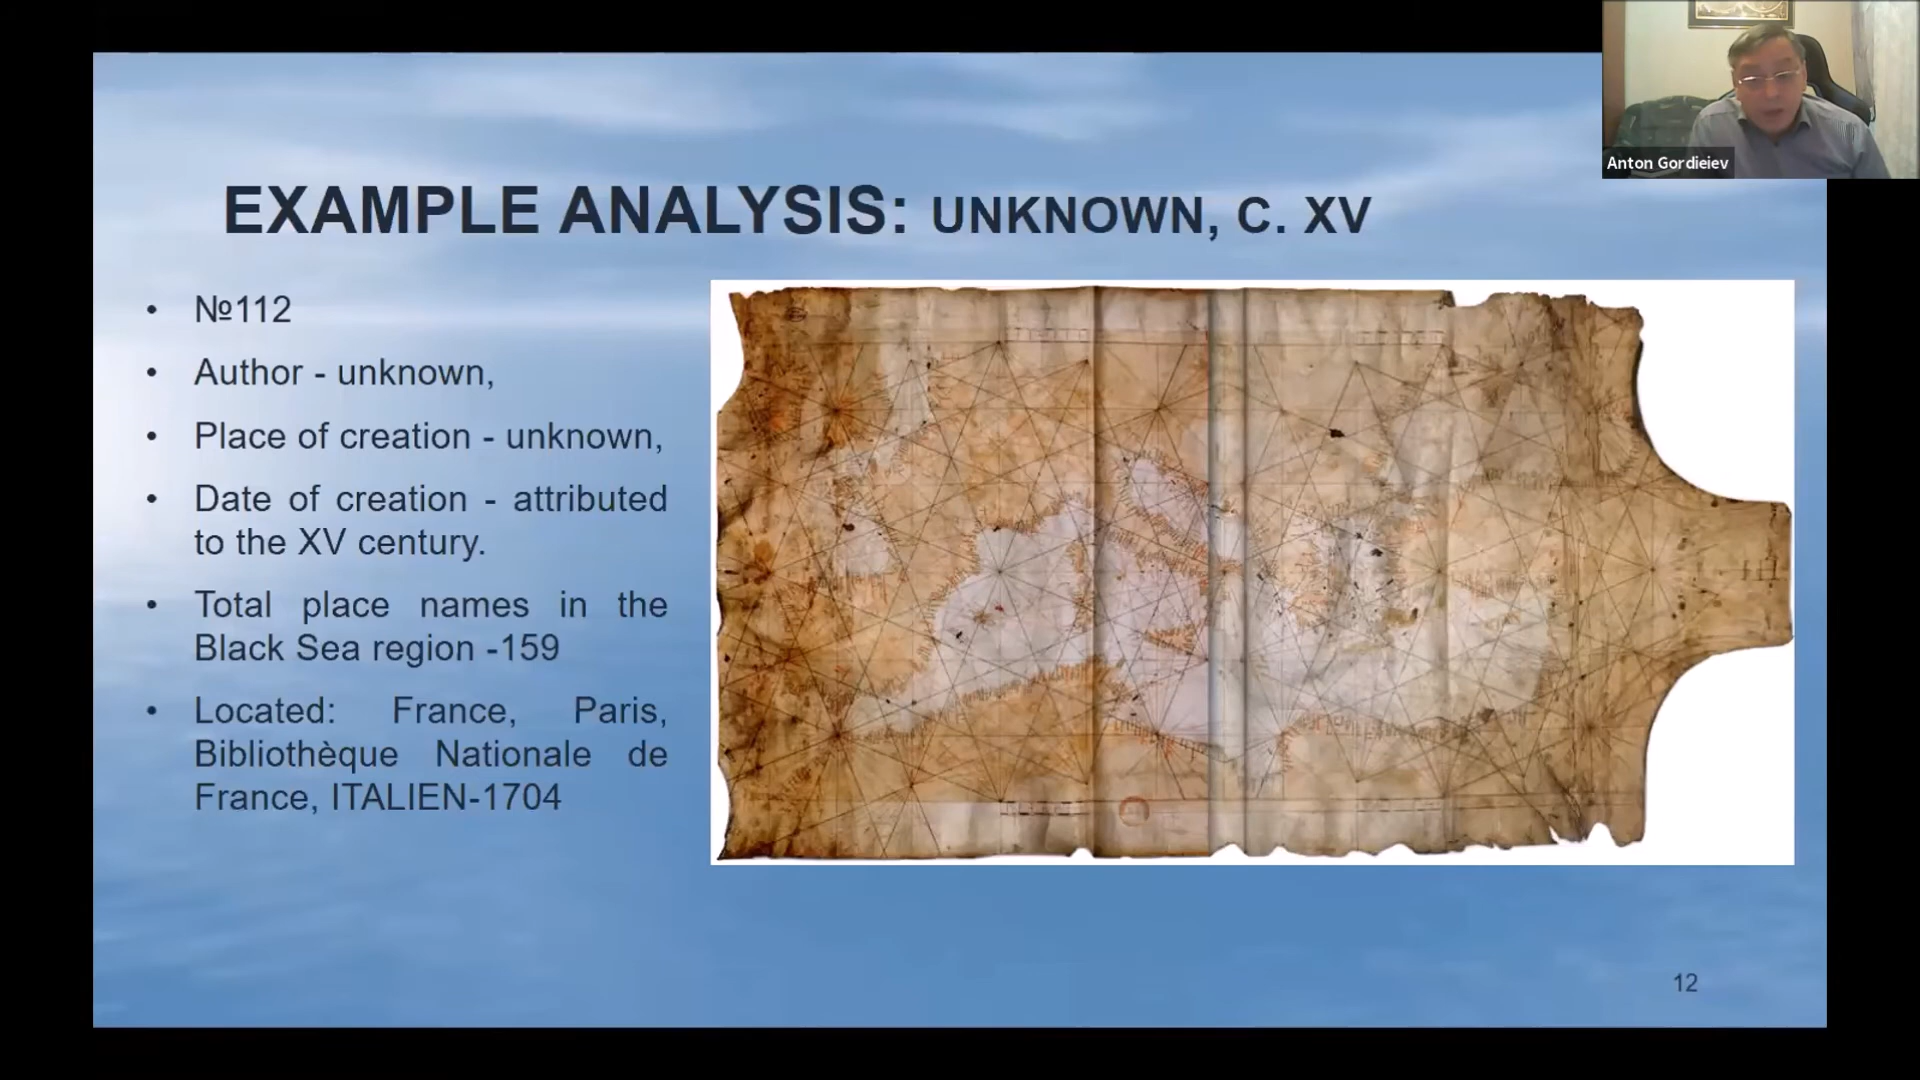 Anton Gordieiev
EXAMPLE ANALYSIS: UNKNOWN, C. XV
• №112
• Author - unknown,
• Place of creation - unknown,
• Date of creation - attributed
to the XV century.
• Total place names in the
Black Sea region -159
• Located: France, Paris,
Bibliothèque Nationale de
France, ITALIEN-1704
12